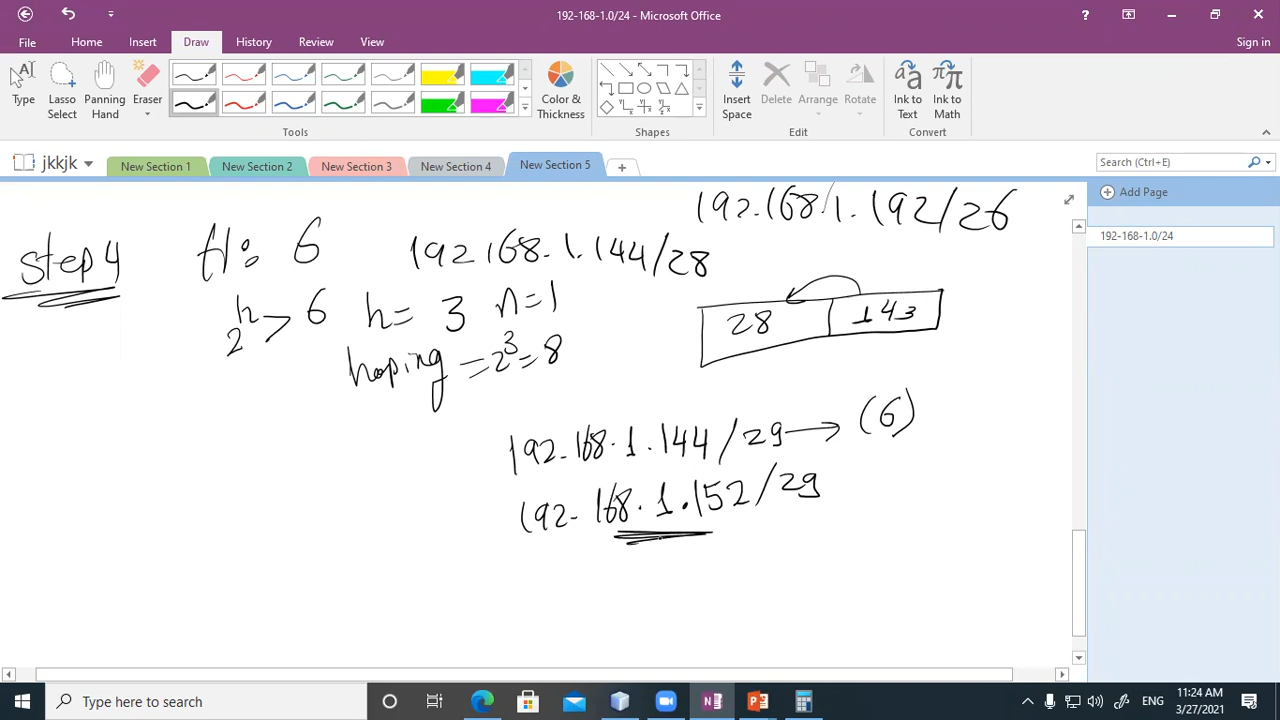 192-168-1.0/24 - Microsoft Office
File Home Insert Draw History Review View Sign in
Type Lasso Select Panning Hand Eraser Color & Thickness Insert Space Delete Arrange Rotate Ink to Text Ink to Math
Tools Shapes Edit Convert
jkkjk New Section 1 New Section 2 New Section 3 New Section 4 New Section 5 Search (Ctrl+E)
Add Page
192-168-1.0/24
192.168.1.192/26
step 4 H: 6 192.168.1.144/28
2^h > 6 h = 3 n = 1
28 143
hoping = 2^3 = 8
192.168.1.144/29 → (6)
192.168.1.152/29
Type here to search
ENG
11:24 AM
3/27/2021